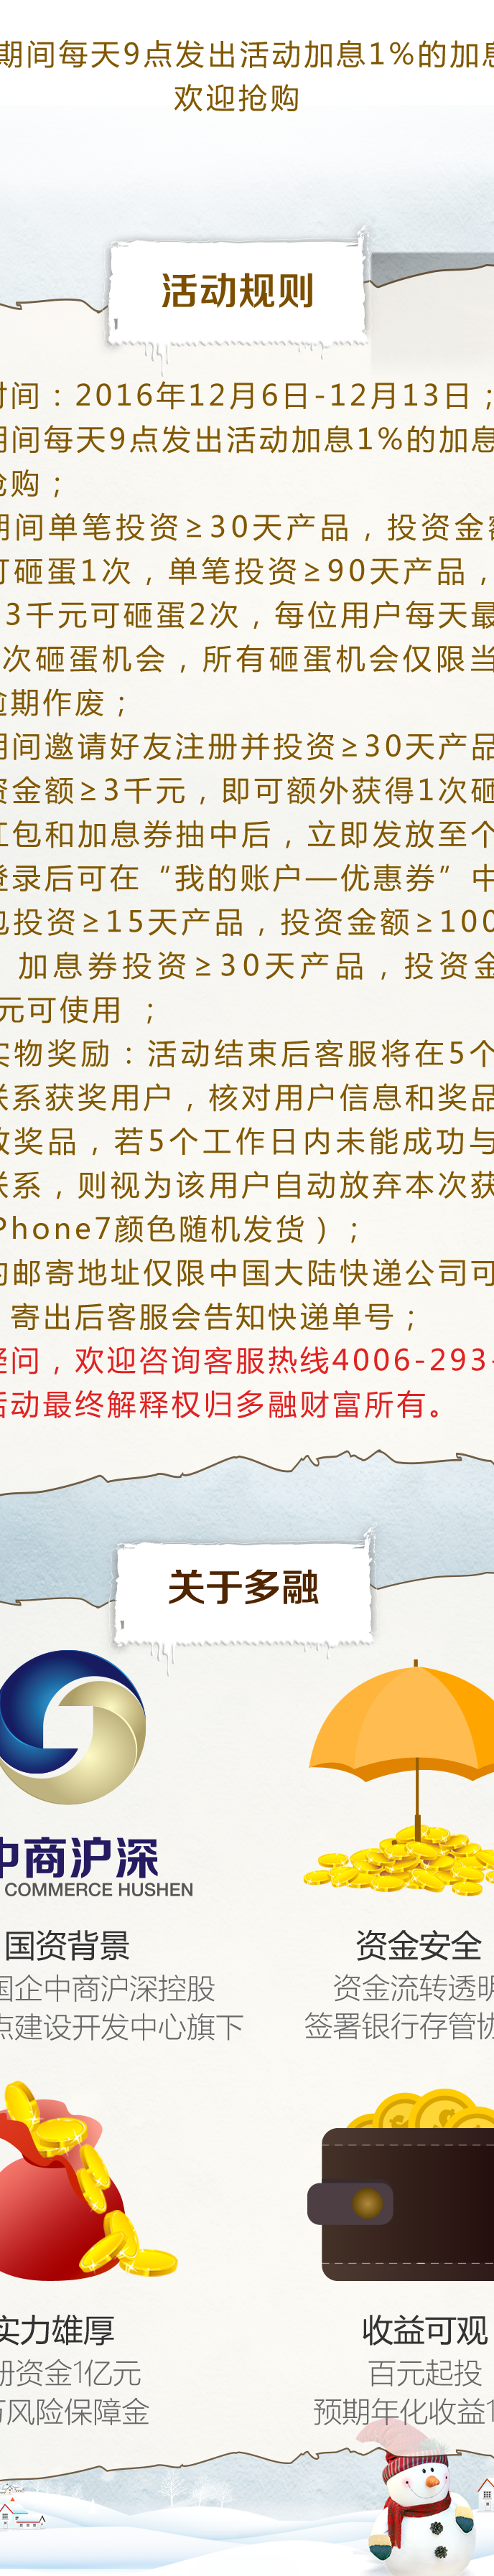 期间每天9点发出活动加息1%的加息
欢迎抢购
活动规则
时间：2016年12月6日-12月13日；
期间每天9点发出活动加息1%的加息
抢购；
期间单笔投资≥30天产品，投资金额
可砸蛋1次，单笔投资≥90天产品，
3千元可砸蛋2次，每位用户每天最
次砸蛋机会，所有砸蛋机会仅限当
逾期作废；
期间邀请好友注册并投资≥30天产品
资金额≥3千元，即可额外获得1次砸
红包和加息券抽中后，立即发放至个
登录后可在“我的账户—优惠券”中
包投资≥15天产品，投资金额≥100
，加息券投资≥30天产品，投资金
元可使用 ；
实物奖励：活动结束后客服将在5个
联系获奖用户，核对用户信息和奖品
放奖品，若5个工作日内未能成功与
联系，则视为该用户自动放弃本次获
Phone7颜色随机发货）；
的邮寄地址仅限中国大陆快递公司可
，寄出后客服会告知快递单号；
疑问，欢迎咨询客服热线4006-293-
活动最终解释权归多融财富所有。
关于多融
中商沪深
COMMERCE HUSHEN
国资背景
资金安全
国企中商沪深控股
资金流转透明
点建设开发中心旗下
签署银行存管协
实力雄厚
收益可观
册资金1亿元
百元起投
万风险保障金
预期年化收益1